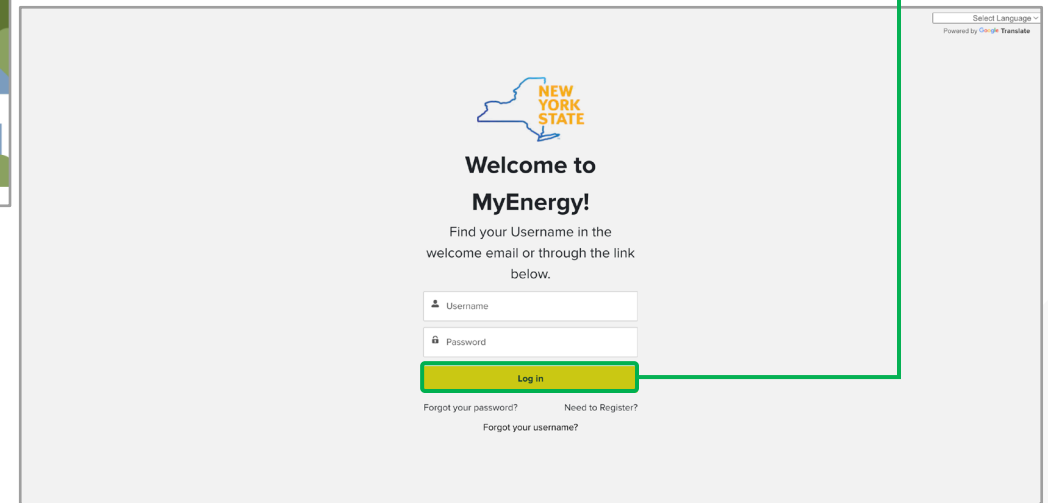 Select Language
Powered by Google Translate
NEW
YORK
STATE
Welcome to
MyEnergy!
Find your Username in the
welcome email or through the link
below.
Username
Password
Log in
Forgot your password? Need to Register?
Forgot your username?